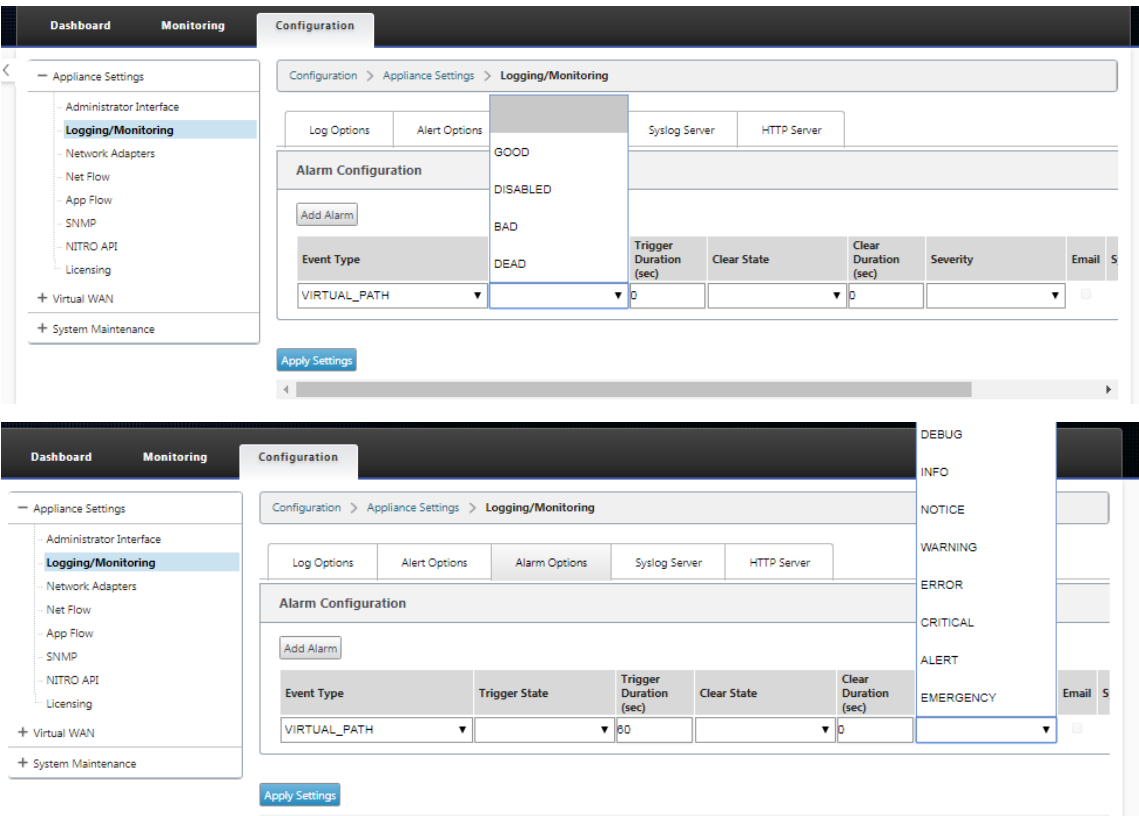 Dashboard Monitoring Configuration
Appliance Settings
Administrator Interface
Logging/Monitoring
Network Adapters
Net Flow
App Flow
SNMP
NITRO API
Licensing
Virtual WAN
System Maintenance
Configuration > Appliance Settings > Logging/Monitoring
Log Options Alert Options Syslog Server HTTP Server
GOOD
DISABLED
BAD
DEAD
Alarm Configuration
Add Alarm
Event Type Trigger Duration (sec) Clear State Clear Duration (sec) Severity Email S
VIRTUAL_PATH 0 0
Apply Settings
Dashboard Monitoring Configuration
Appliance Settings
Administrator Interface
Logging/Monitoring
Network Adapters
Net Flow
App Flow
SNMP
NITRO API
Licensing
Virtual WAN
System Maintenance
Configuration > Appliance Settings > Logging/Monitoring
Log Options Alert Options Alarm Options Syslog Server HTTP Server
Alarm Configuration
Add Alarm
Event Type Trigger State Trigger Duration (sec) Clear State Clear Duration (sec) Email S
VIRTUAL_PATH 60 0
DEBUG
INFO
NOTICE
WARNING
ERROR
CRITICAL
ALERT
EMERGENCY
Apply Settings